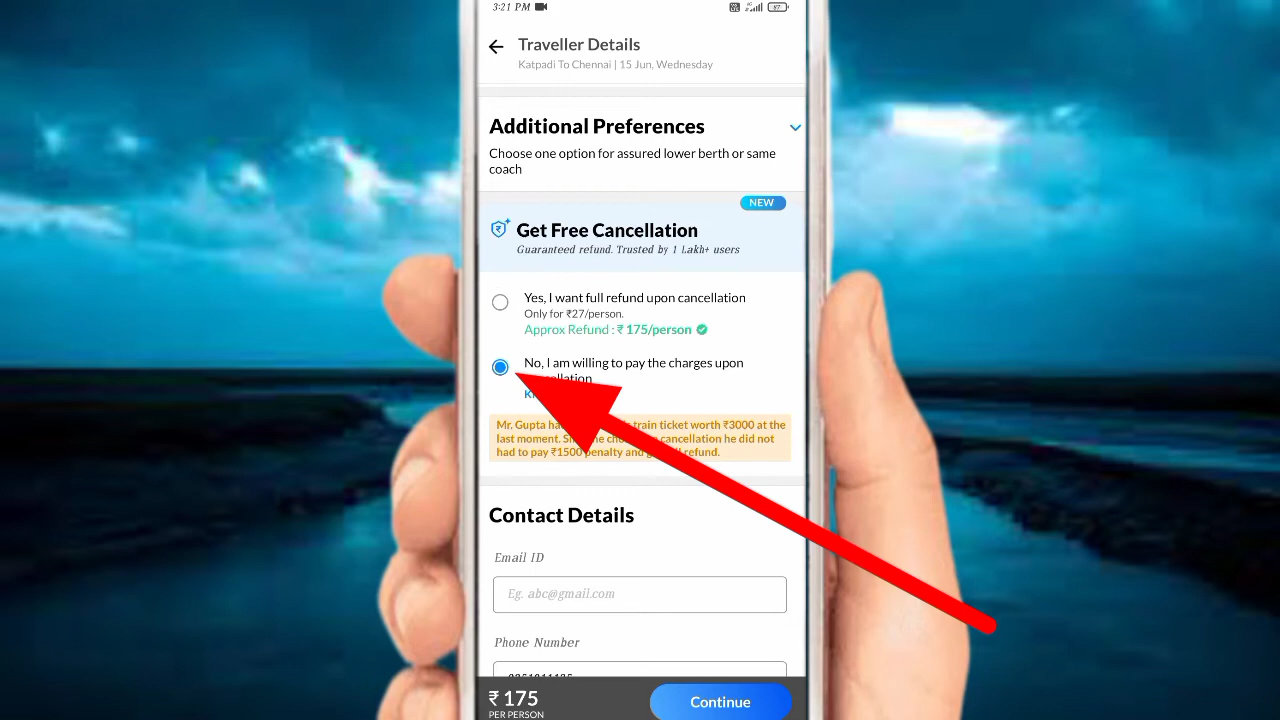 3:21 PM
87
Traveller Details
Katpadi To Chennai | 15 Jun, Wednesday
Additional Preferences
Choose one option for assured lower berth or same
coach
NEW
Get Free Cancellation
Guaranteed refund. Trusted by 1 Lakh+ users
Yes, I want full refund upon cancellation
Only for ₹27/person.
Approx Refund : ₹ 175/person
No, I am willing to pay the charges upon
Mr. Gupta train ticket worth ₹3000 at the
last moment. cancellation he did not
had to pay ₹1500 penalty and refund.
Contact Details
Email ID
Eg. abc@gmail.com
Phone Number
₹ 175
PER PERSON
Continue